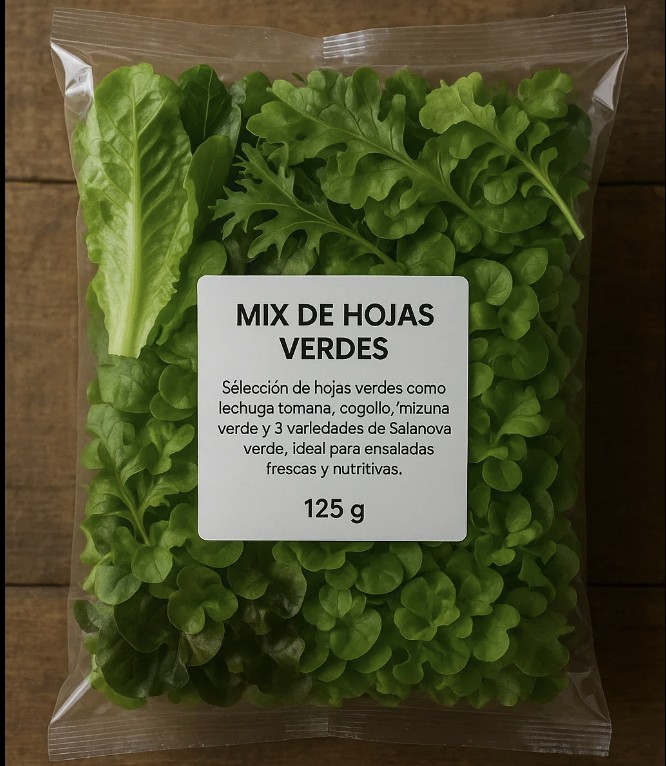 MIX DE HOJAS
VERDES
Sélección de hojas verdes como
lechuga tomana, cogollo,’mizuna
verde y 3 varledades de Salanova
verde, ideal para ensaladas
frescas y nutritivas.
125 g